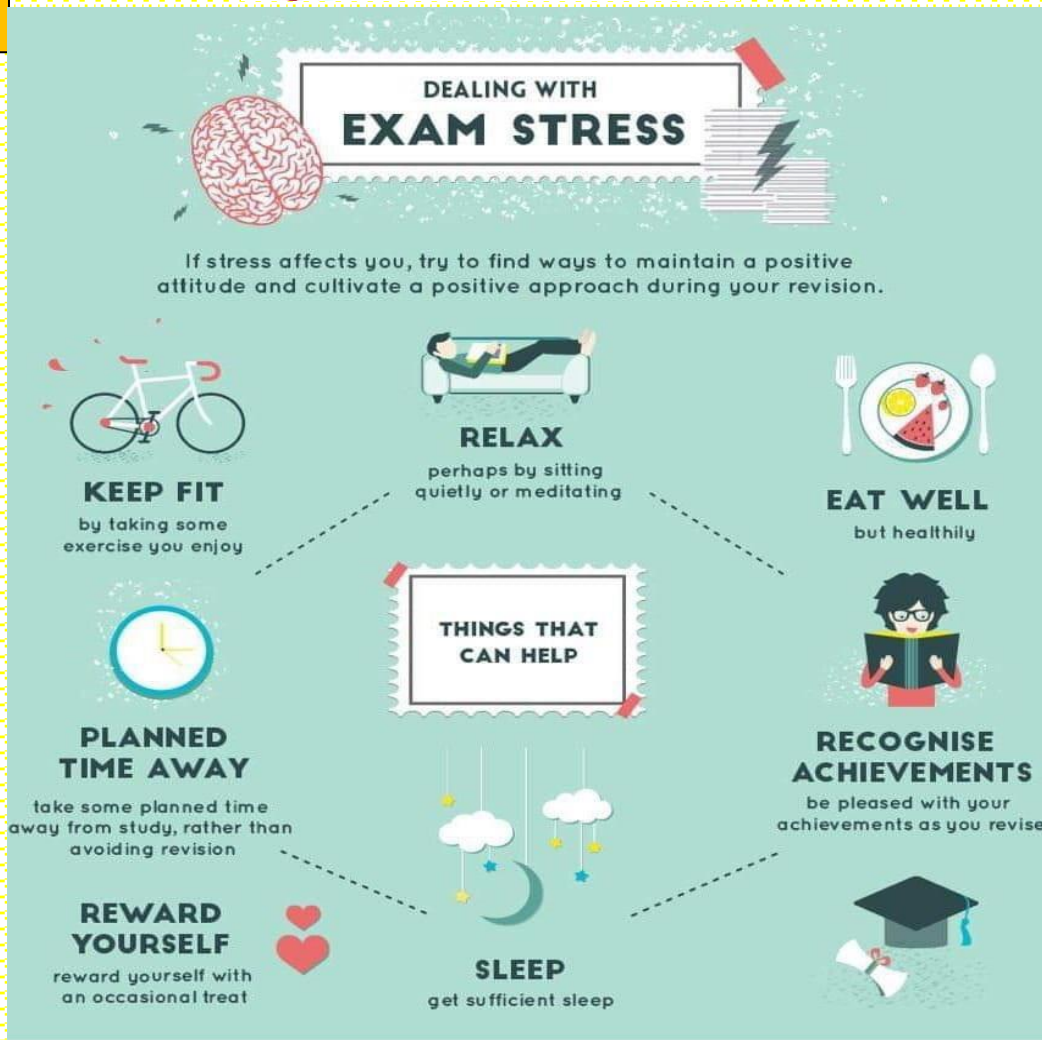 DEALING WITH
EXAM STRESS
If stress affects you, try to find ways to maintain a positive
attitude and cultivate a positive approach during your revision.
KEEP FIT
by taking some
exercise you enjoy
RELAX
perhaps by sitting
quietly or meditating
EAT WELL
but healthily
THINGS THAT
CAN HELP
PLANNED
TIME AWAY
take some planned time
away from study, rather than
avoiding revision
RECOGNISE
ACHIEVEMENTS
be pleased with your
achievements as you revise
REWARD
YOURSELF
reward yourself with
an occasional treat
SLEEP
get sufficient sleep